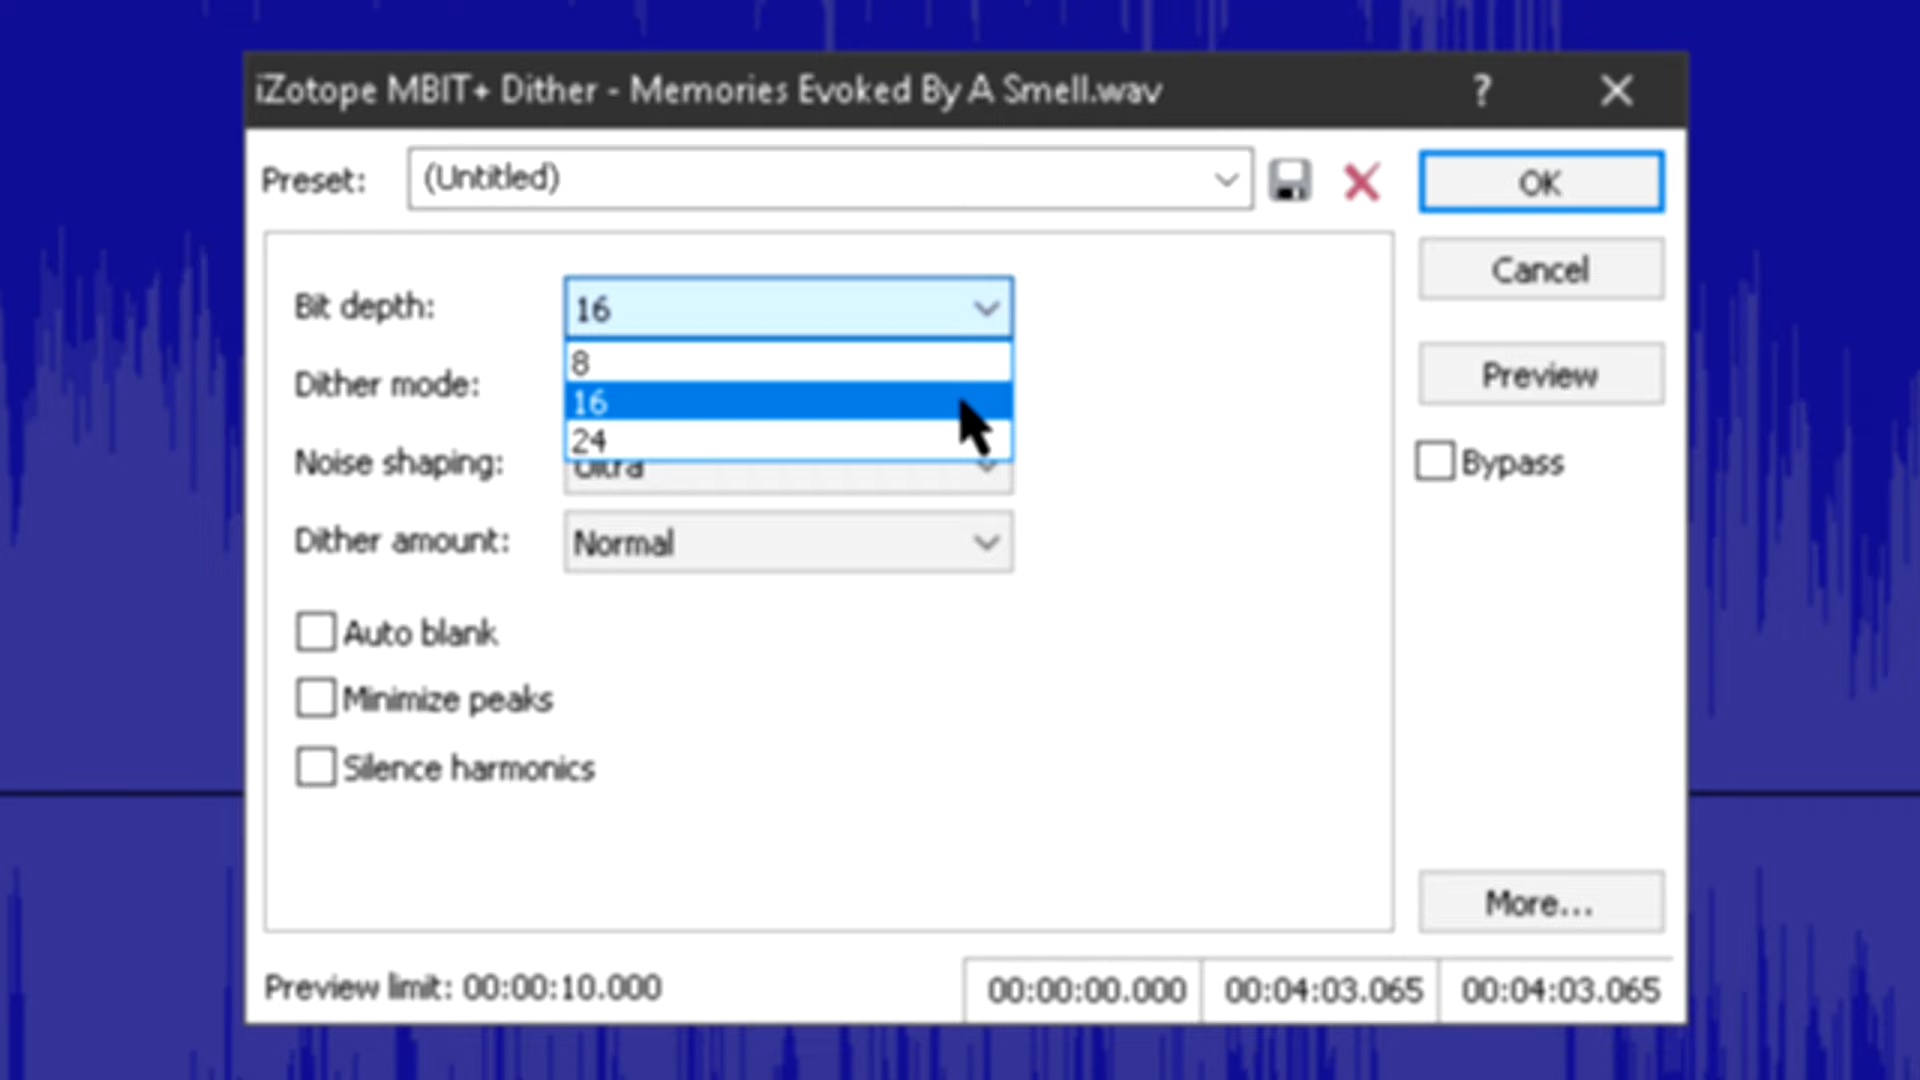 iZotope MBIT+ Dither - Memories Evoked By A Smell.wav ?
Preset: (Untitled) OK
Cancel
Bit depth: 16
8
Dither mode:
16
24
Preview
Noise shaping: Ultra
Bypass
Dither amount: Normal
Auto blank
Minimize peaks
Silence harmonics
More...
Preview limit: 00:00:10.000 00:00:00.000 00:04:03.065 00:04:03.065